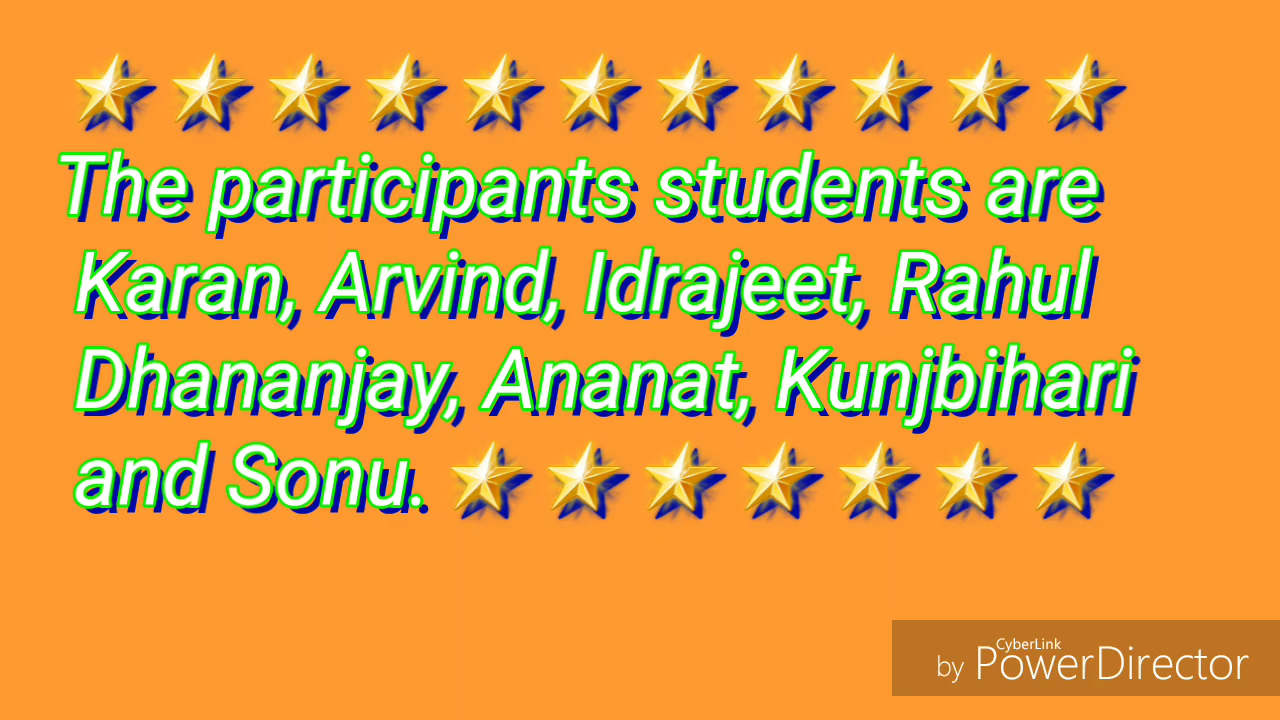 ⭐⭐⭐⭐⭐⭐⭐⭐⭐⭐⭐
The participants students are
Karan, Arvind, Idrajeet, Rahul
Dhananjay, Ananat, Kunjbihari
and Sonu. ⭐⭐⭐⭐⭐⭐⭐
by CyberLink PowerDirector